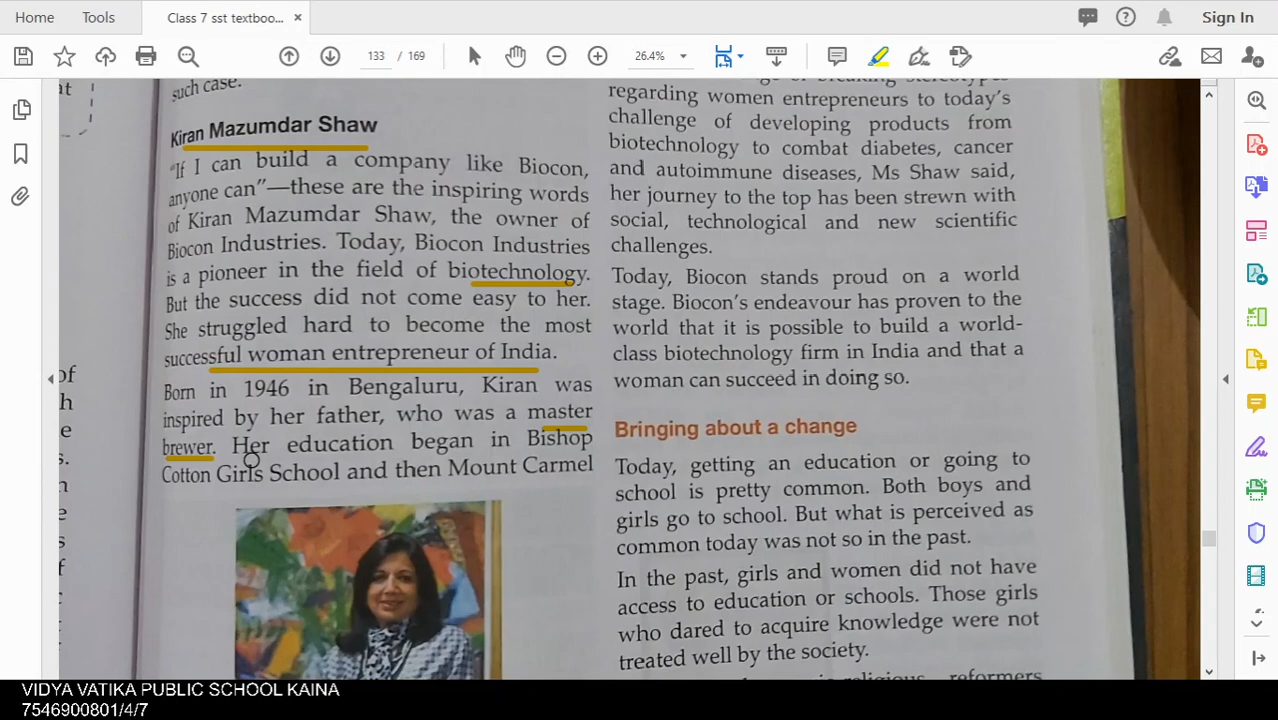 Home
Tools
Class 7 sst textboo...
Sign In
133 / 169
26.4%
such case.
Kiran Mazumdar Shaw
"If I can build a company like Biocon,
anyone can"—these are the inspiring words
of Kiran Mazumdar Shaw, the owner of
Biocon Industries. Today, Biocon Industries
is a pioneer in the field of biotechnology.
But the success did not come easy to her.
She struggled hard to become the most
successful woman entrepreneur of India.
Born in 1946 in Bengaluru, Kiran was
inspired by her father, who was a master
brewer. Her education began in Bishop
Cotton Girls School and then Mount Carmel
of breaking stereotypes
regarding women entrepreneurs to today's
challenge of developing products from
biotechnology to combat diabetes, cancer
and autoimmune diseases, Ms Shaw said,
her journey to the top has been strewn with
social, technological and new scientific
challenges.
Today, Biocon stands proud on a world
stage. Biocon's endeavour has proven to the
world that it is possible to build a world-
class biotechnology firm in India and that a
woman can succeed in doing so.
Bringing about a change
Today, getting an education or going to
school is pretty common. Both boys and
girls go to school. But what is perceived as
common today was not so in the past.
In the past, girls and women did not have
access to education or schools. Those girls
who dared to acquire knowledge were not
treated well by the society.
reformers
VIDYA VATIKA PUBLIC SCHOOL KAINA
7546900801/4/7